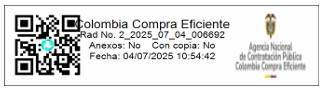 Colombia Compra Eficiente
Rad No. 2_2025_07_04_006692
Anexos: No Con copia: No
Fecha: 04/07/2025 10:54:42
Agencia Nacional
de Contratación Pública
Colombia Compra Eficiente